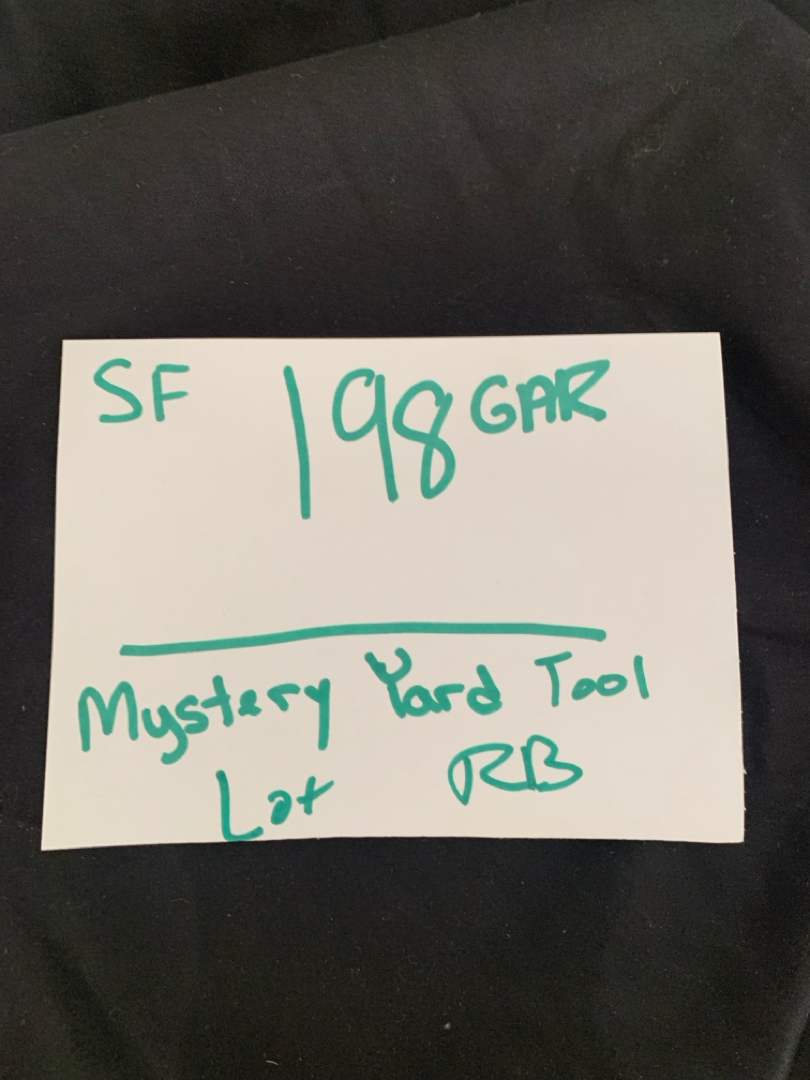 SF 198 GAR
Mystery Yard Tool
Lot RB